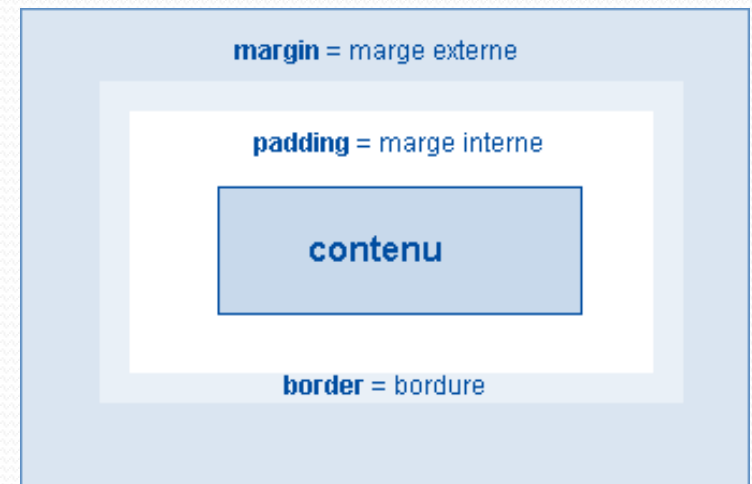 margin = marge externe
padding = marge interne
contenu
border = bordure